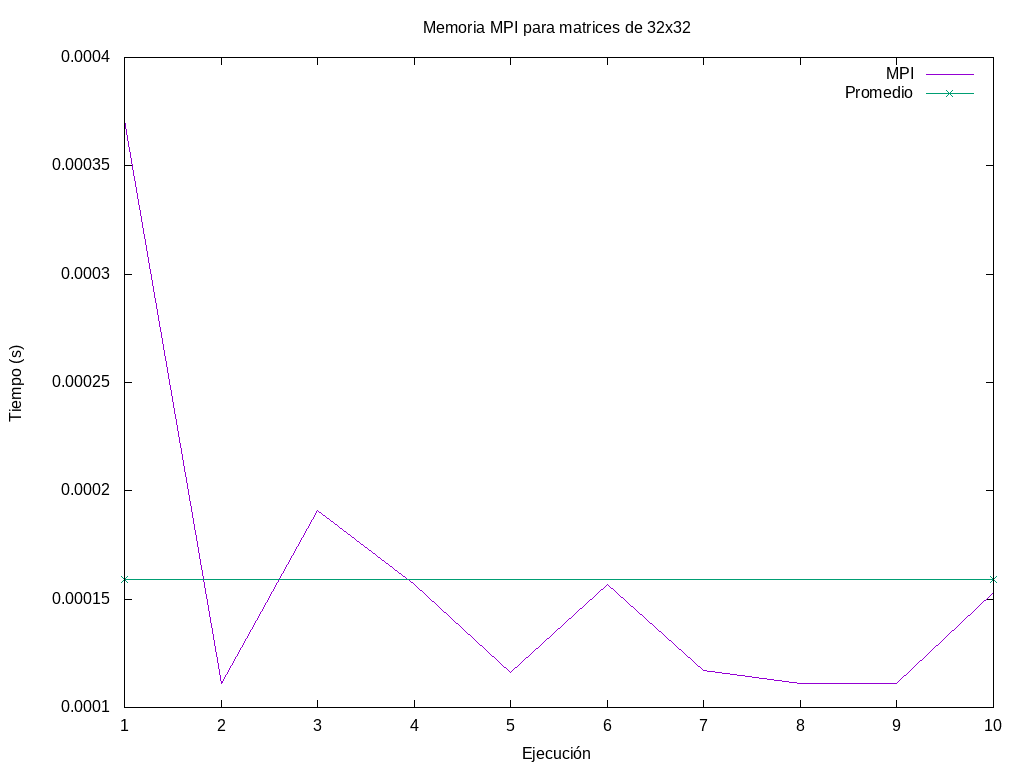 Memoria MPI para matrices de 32x32
MPI
Promedio
0.0004
0.00035
0.0003
0.00025
0.0002
0.00015
0.0001
Tiempo (s)
1 2 3 4 5 6 7 8 9 10
Ejecución